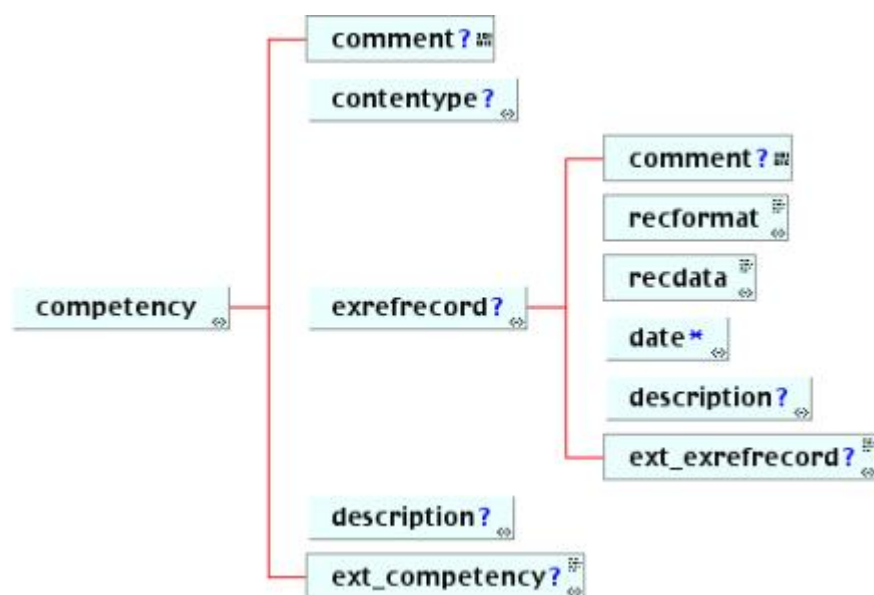 competency
comment?
contentype?
exrefrecord?
comment?
recformat
recdata
date*
description?
ext_exrefrecord?
description?
ext_competency?